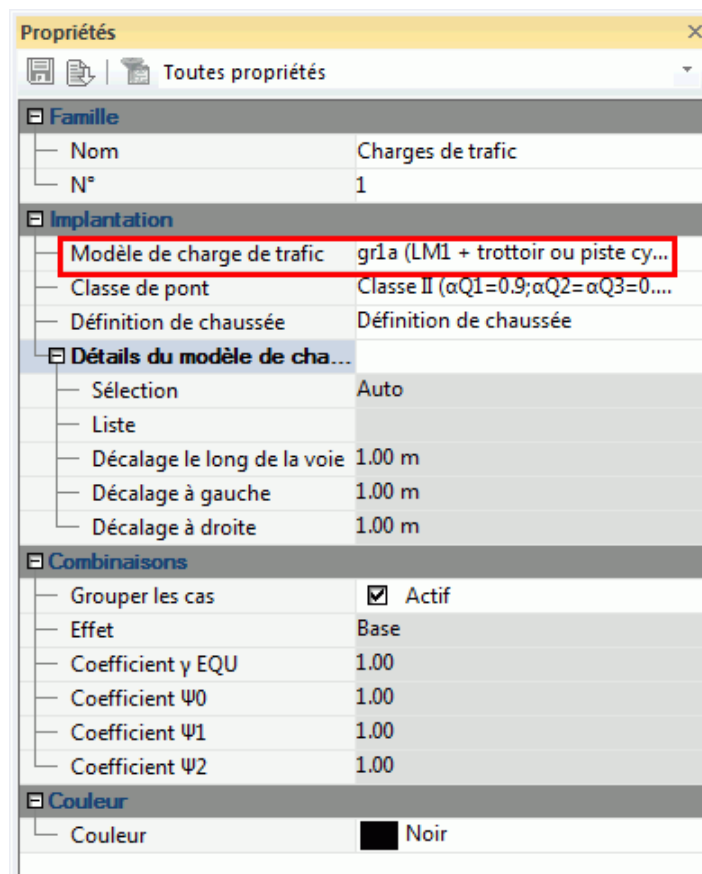 Propriétés
Toutes propriétés
Famille
Nom Charges de trafic
N° 1
Implantation
Modèle de charge de trafic gr1a (LM1 + trottoir ou piste cy...
Classe de pont Classe II (αQ1=0.9;αQ2=αQ3=0....
Définition de chaussée Définition de chaussée
Détails du modèle de cha...
Sélection Auto
Liste
Décalage le long de la voie 1.00 m
Décalage à gauche 1.00 m
Décalage à droite 1.00 m
Combinaisons
Grouper les cas Actif
Effet Base
Coefficient γ EQU 1.00
Coefficient Ψ0 1.00
Coefficient Ψ1 1.00
Coefficient Ψ2 1.00
Couleur
Couleur Noir